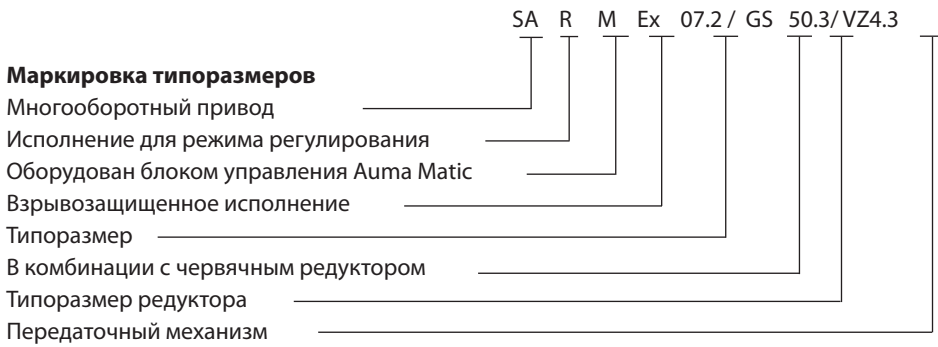 SA R M Ex 07.2 / GS 50.3/ VZ4.3
Маркировка типоразмеров
Многооборотный привод
Исполнение для режима регулирования
Оборудован блоком управления Auma Matic
Взрывозащищенное исполнение
Типоразмер
В комбинации с червячным редуктором
Типоразмер редуктора
Передаточный механизм